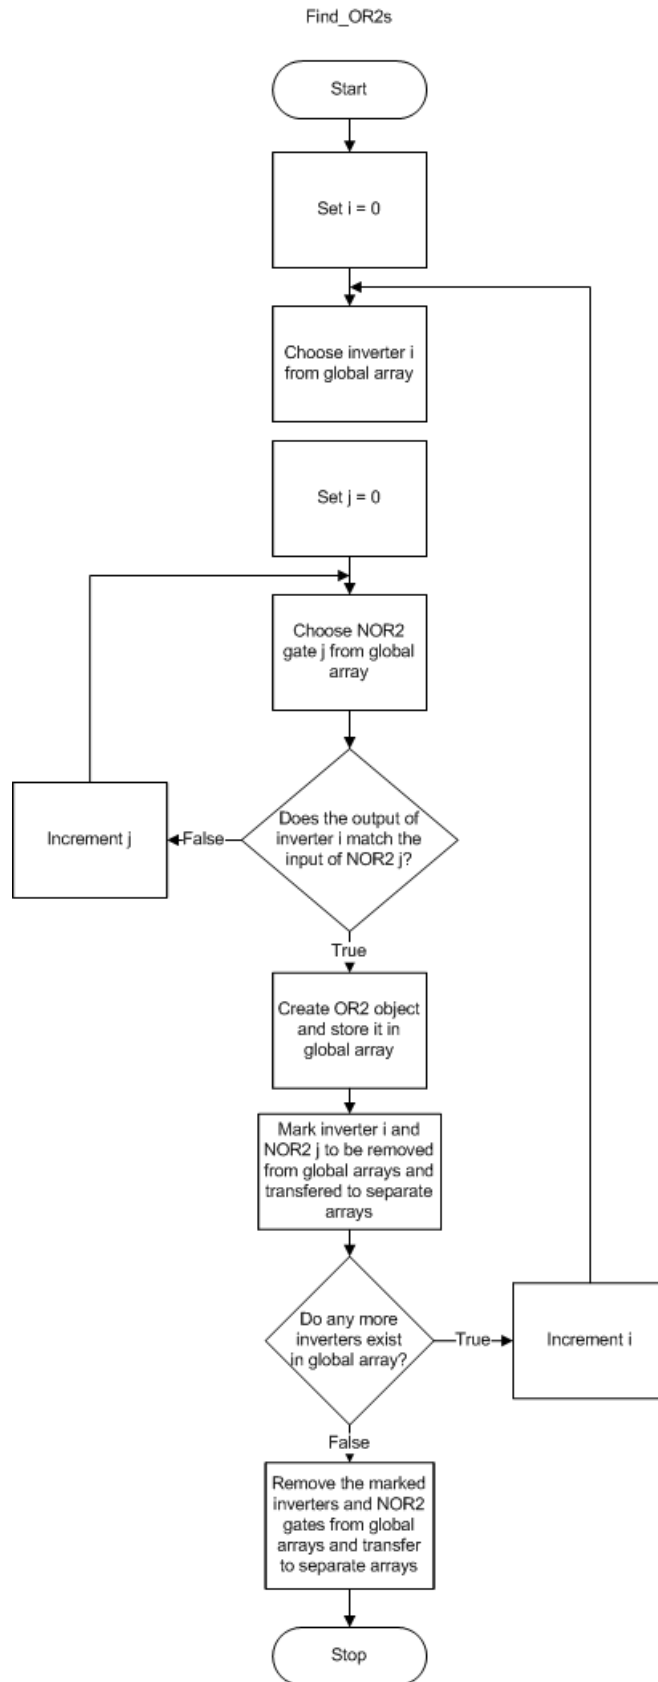 Find_OR2s
Start
Set i = 0
Choose inverter i
from global array
Set j = 0
Choose NOR2
gate j from global
array
Does the output of
inverter i match the
input of NOR2 j?
False
Increment j
True
Create OR2 object
and store it in
global array
Mark inverter i and
NOR2 j to be removed
from global arrays and
transfered to separate
arrays
Do any more
inverters exist
in global array?
True
Increment i
False
Remove the marked
inverters and NOR2
gates from global
arrays and transfer
to separate arrays
Stop